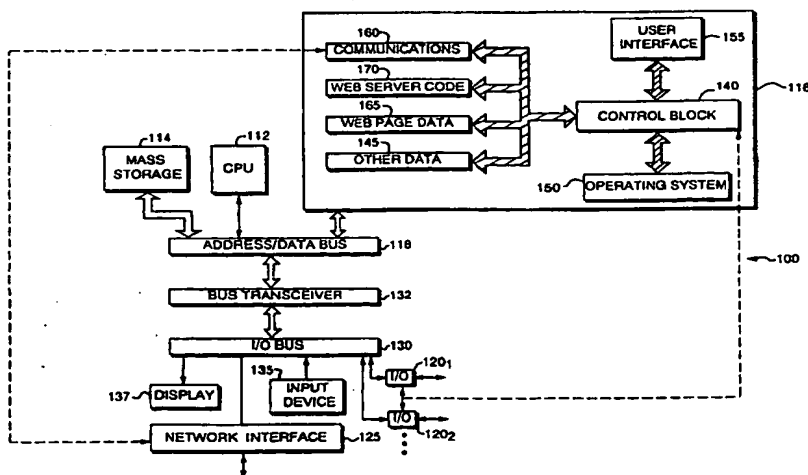 160
COMMUNICATIONS
170
WEB SERVER CODE
165
WEB PAGE DATA
145
OTHER DATA
USER
INTERFACE
155
140
CONTROL BLOCK
116
150
OPERATING SYSTEM
114
MASS
STORAGE
112
CPU
ADDRESS/DATA BUS
118
100
BUS TRANSCEIVER
132
I/O BUS
130
137
DISPLAY
135
INPUT
DEVICE
I/O
120₁
I/O
120₂
NETWORK INTERFACE
125